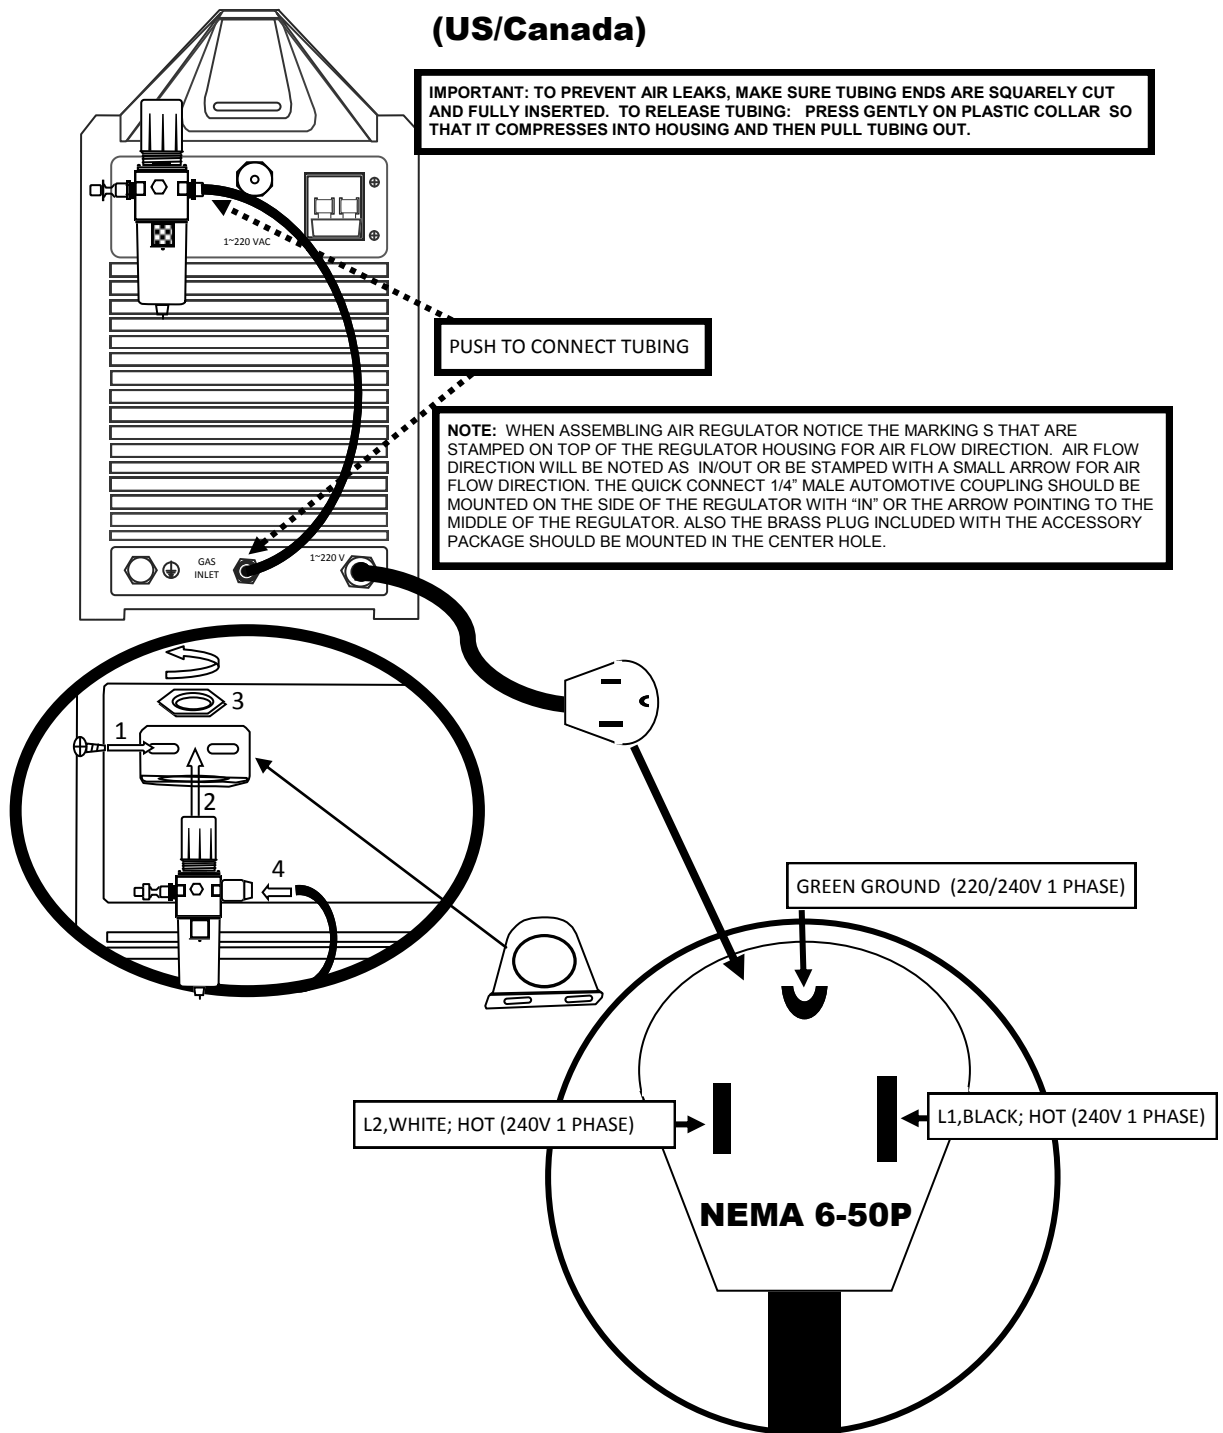 (US/Canada)
IMPORTANT: TO PREVENT AIR LEAKS, MAKE SURE TUBING ENDS ARE SQUARELY CUT
AND FULLY INSERTED. TO RELEASE TUBING: PRESS GENTLY ON PLASTIC COLLAR SO
THAT IT COMPRESSES INTO HOUSING AND THEN PULL TUBING OUT.
1~220 VAC
PUSH TO CONNECT TUBING
NOTE: WHEN ASSEMBLING AIR REGULATOR NOTICE THE MARKING S THAT ARE
STAMPED ON TOP OF THE REGULATOR HOUSING FOR AIR FLOW DIRECTION. AIR FLOW
DIRECTION WILL BE NOTED AS IN/OUT OR BE STAMPED WITH A SMALL ARROW FOR AIR
FLOW DIRECTION. THE QUICK CONNECT 1/4” MALE AUTOMOTIVE COUPLING SHOULD BE
MOUNTED ON THE SIDE OF THE REGULATOR WITH “IN” OR THE ARROW POINTING TO THE
MIDDLE OF THE REGULATOR. ALSO THE BRASS PLUG INCLUDED WITH THE ACCESSORY
PACKAGE SHOULD BE MOUNTED IN THE CENTER HOLE.
GAS
INLET
1~220 V
3
1
2
4
GREEN GROUND (220/240V 1 PHASE)
L2,WHITE; HOT (240V 1 PHASE)
L1,BLACK; HOT (240V 1 PHASE)
NEMA 6-50P